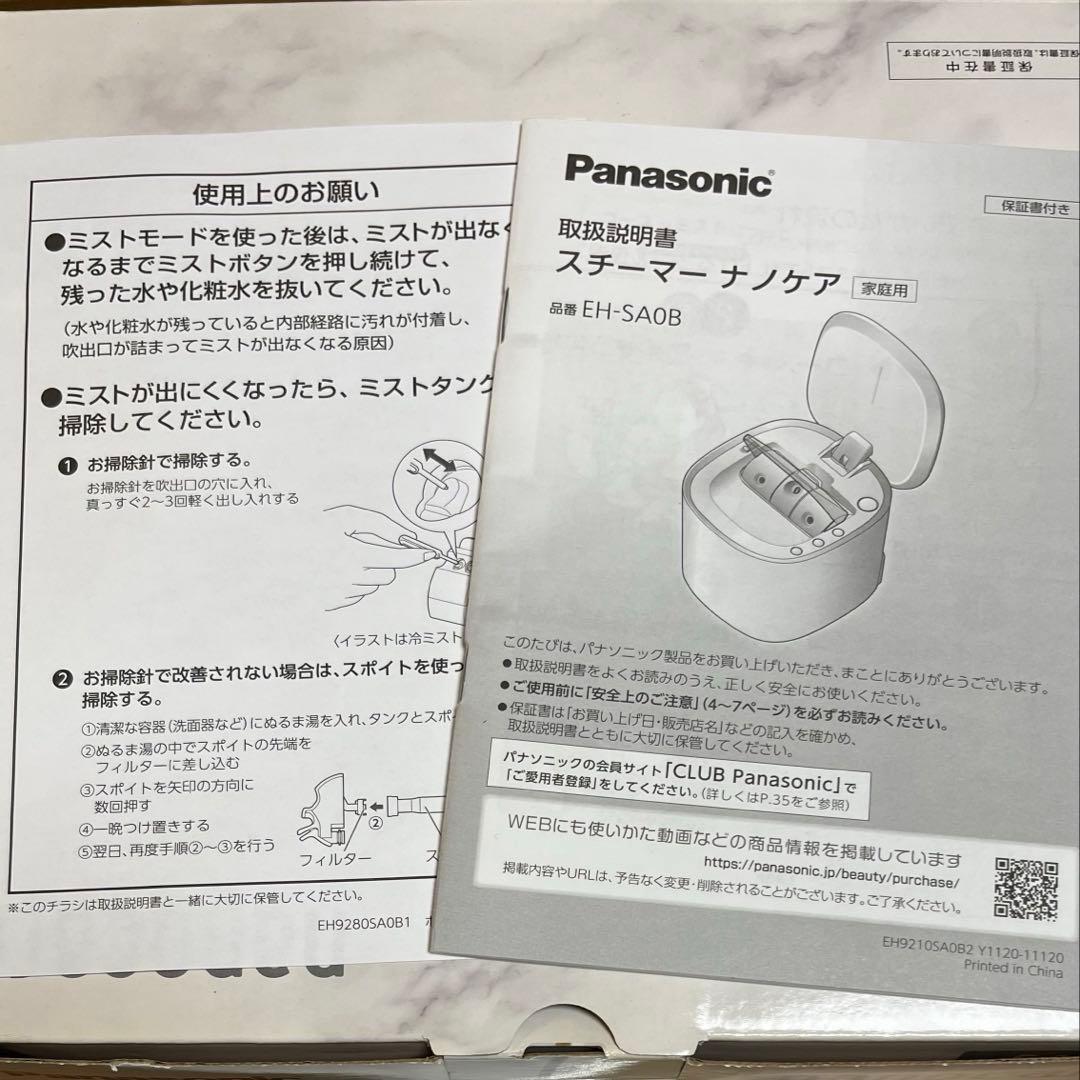 保証書在中
保証書は、取扱説明書についております。
使用上のお願い
●ミストモードを使った後は、ミストが出なく
なるまでミストボタンを押し続けて、
残った水や化粧水を抜いてください。
（水や化粧水が残っていると内部経路に汚れが付着し、
吹出口が詰まってミストが出なくなる原因）
●ミストが出にくくなったら、ミストタンク
掃除してください。
❶ お掃除針で掃除する。
お掃除針を吹出口の穴に入れ、
真っすぐ2〜3回軽く出し入れする
〈イラストは冷ミスト
❷ お掃除針で改善されない場合は、スポイトを使っ
掃除する。
①清潔な容器（洗面器など）にぬるま湯を入れ、タンクとスポ
②ぬるま湯の中でスポイトの先端を
フィルターに差し込む
③スポイトを矢印の方向に
数回押す
④一晩つけ置きする
⑤翌日、再度手順②〜③を行う
②
フィルター
ス
※このチラシは取扱説明書と一緒に大切に保管してください。
EH9280SA0B1
Panasonic®
保証書付き
取扱説明書
スチーマー ナノケア 家庭用
品番 EH-SA0B
このたびは、パナソニック製品をお買い上げいただき、まことにありがとうございます。
●取扱説明書をよくお読みのうえ、正しく安全にお使いください。
●ご使用前に「安全上のご注意」（4〜7ページ）を必ずお読みください。
●保証書は「お買い上げ日・販売店名」などの記入を確かめ、
取扱説明書とともに大切に保管してください。
パナソニックの会員サイト「CLUB Panasonic」で
「ご愛用者登録」をしてください。（詳しくはP.35をご参照）
WEBにも使いかた動画などの商品情報を掲載しています
https://panasonic.jp/beauty/purchase/
掲載内容やURLは、予告なく変更・削除されることがございます。ご了承ください。
EH9210SA0B2 Y1120-11120
Printed in China